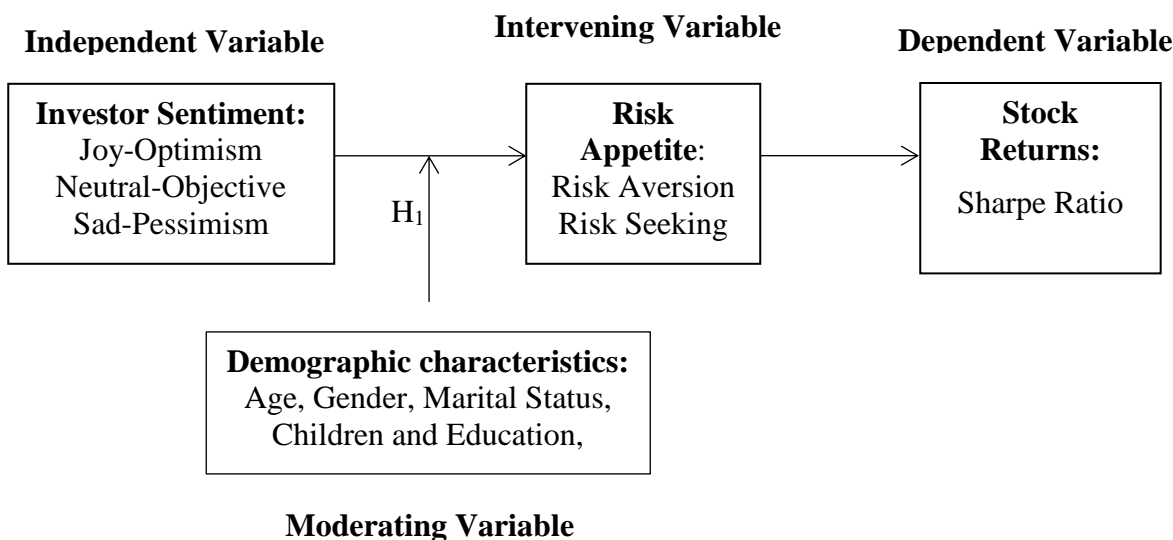 Independent Variable
Intervening Variable
Dependent Variable
Investor Sentiment:
Joy-Optimism
Neutral-Objective
Sad-Pessimism
H1
Risk
Appetite:
Risk Aversion
Risk Seeking
Stock
Returns:
Sharpe Ratio
Demographic characteristics:
Age, Gender, Marital Status,
Children and Education,
Moderating Variable